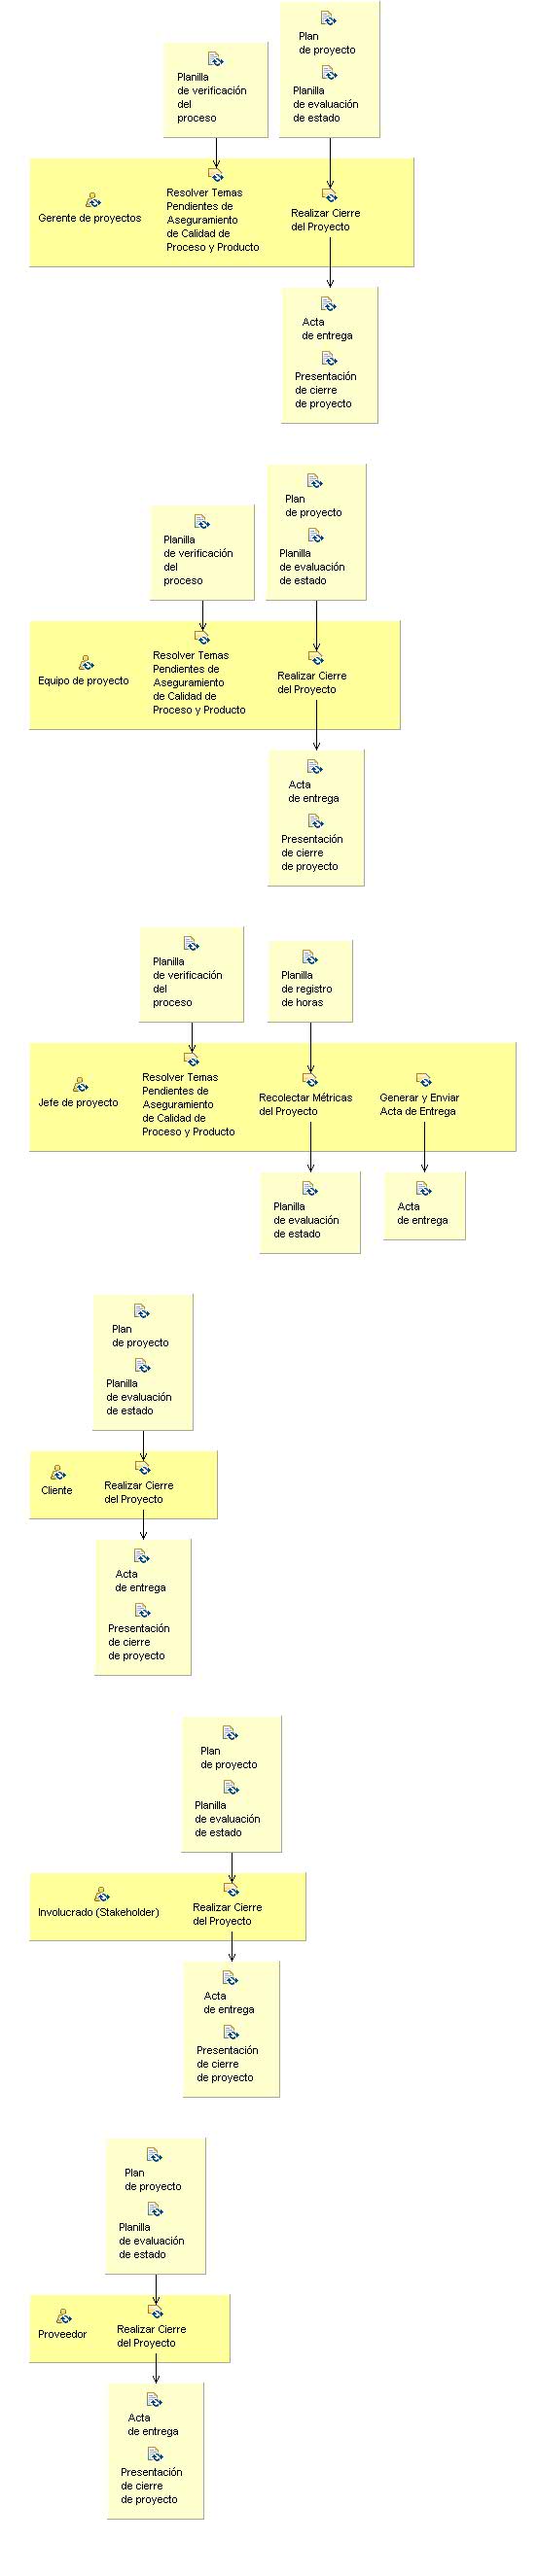 Plan
de proyecto
Planilla
de evaluación
de estado
Planilla
de verificación
del
proceso
Gerente de proyectos
Resolver Temas
Pendientes de
Aseguramiento
de Calidad de
Proceso y Producto
Realizar Cierre
del Proyecto
Acta
de entrega
Presentación
de cierre
de proyecto
Plan
de proyecto
Planilla
de evaluación
de estado
Planilla
de verificación
del
proceso
Equipo de proyecto
Resolver Temas
Pendientes de
Aseguramiento
de Calidad de
Proceso y Producto
Realizar Cierre
del Proyecto
Acta
de entrega
Presentación
de cierre
de proyecto
Planilla
de verificación
del
proceso
Planilla
de registro
de horas
Jefe de proyecto
Resolver Temas
Pendientes de
Aseguramiento
de Calidad de
Proceso y Producto
Recolectar Métricas
del Proyecto
Generar y Enviar
Acta de Entrega
Planilla
de evaluación
de estado
Acta
de entrega
Plan
de proyecto
Planilla
de evaluación
de estado
Cliente
Realizar Cierre
del Proyecto
Acta
de entrega
Presentación
de cierre
de proyecto
Plan
de proyecto
Planilla
de evaluación
de estado
Involucrado (Stakeholder)
Realizar Cierre
del Proyecto
Acta
de entrega
Presentación
de cierre
de proyecto
Plan
de proyecto
Planilla
de evaluación
de estado
Proveedor
Realizar Cierre
del Proyecto
Acta
de entrega
Presentación
de cierre
de proyecto